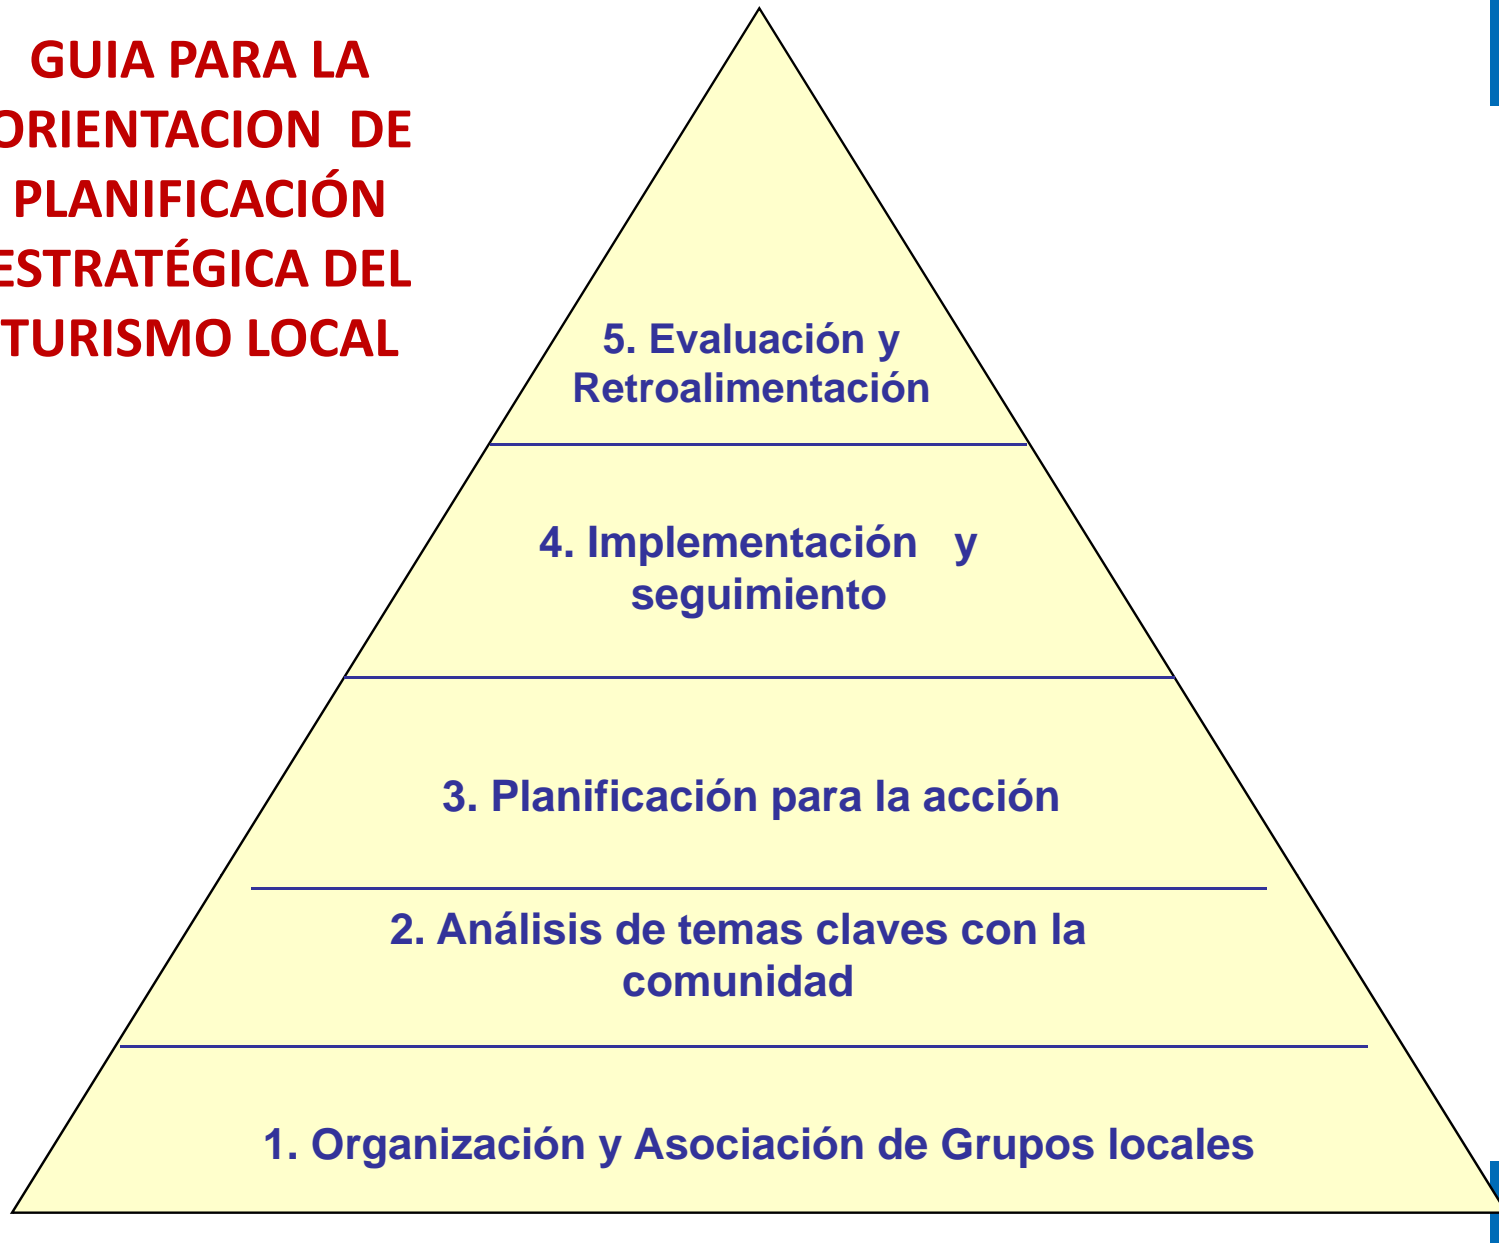 GUIA PARA LA
ORIENTACION DE
PLANIFICACIÓN
ESTRATÉGICA DEL
TURISMO LOCAL
5. Evaluación y
Retroalimentación
4. Implementación y
seguimiento
3. Planificación para la acción
2. Análisis de temas claves con la
comunidad
1. Organización y Asociación de Grupos locales